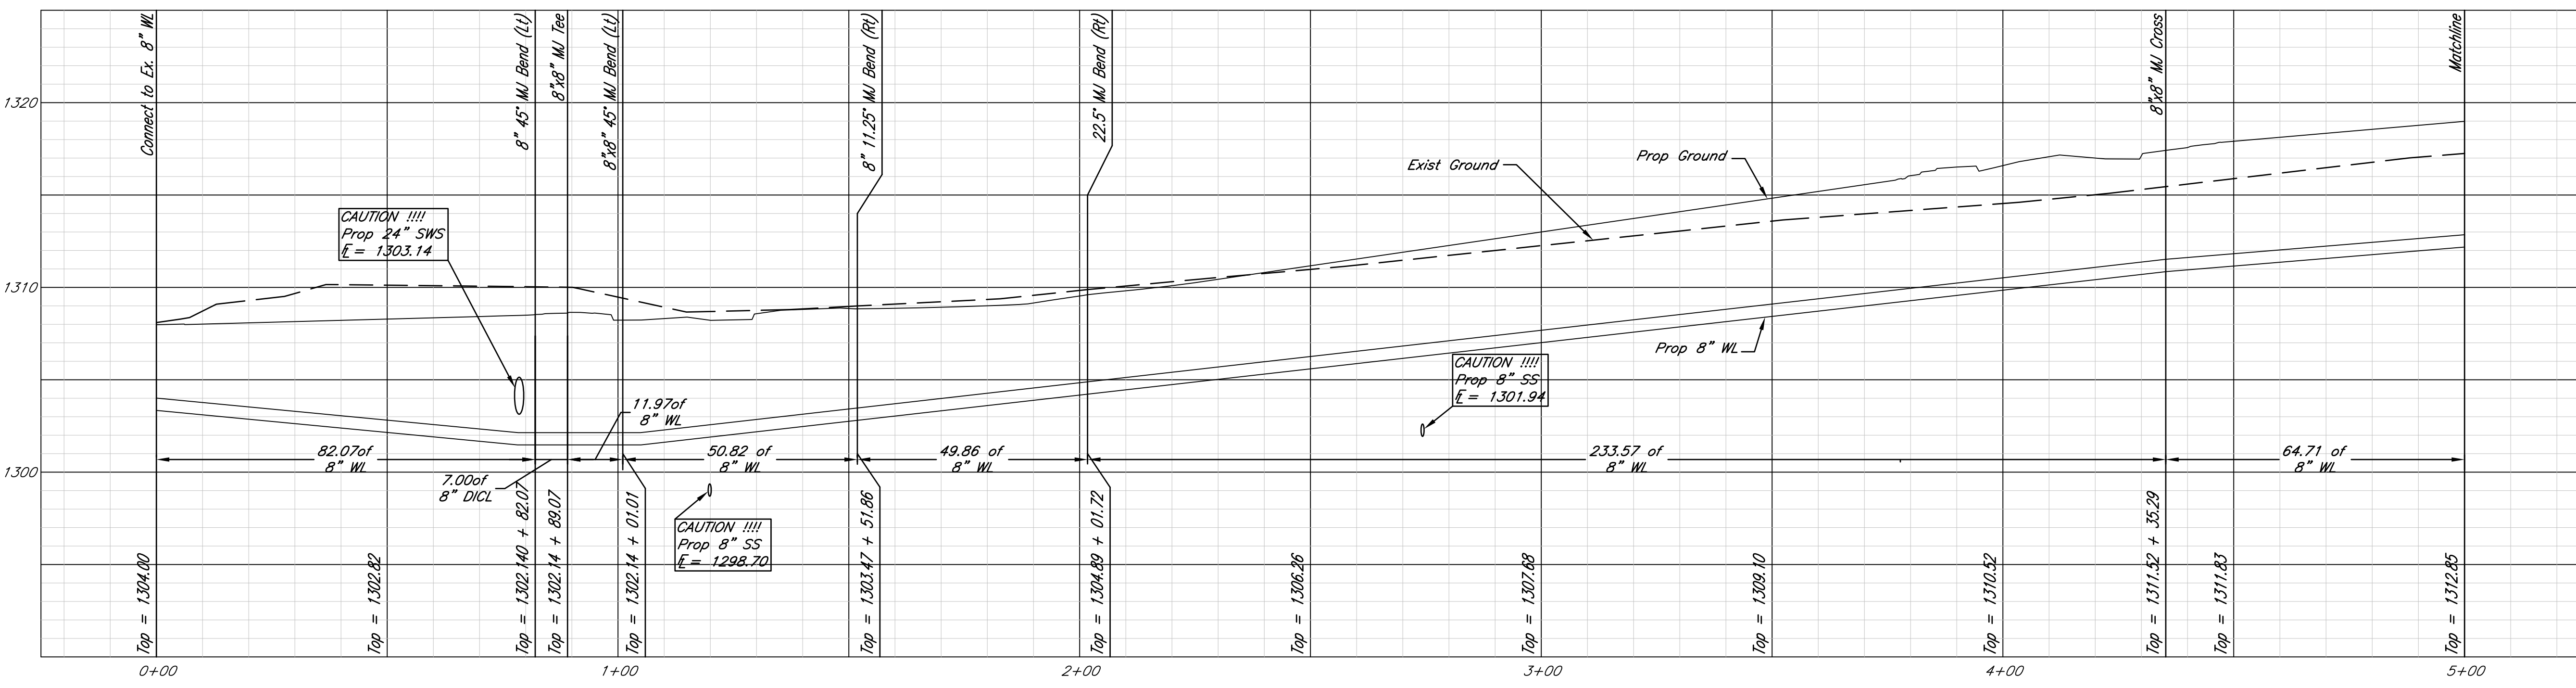 Connect to Ex. 8" WL
8" 45° MJ Bend (Lt)
8"x8" MJ Tee
8"x8" 45° MJ Bend (Lt)
8" 11.25° MJ Bend (Rt)
22.5° MJ Bend (Rt)
8"x8" MJ Cross
Matchline
1320
1310
1300
CAUTION !!!!
Prop 24" SWS
FL = 1303.14
Exist Ground
Prop Ground
Prop 8" WL
CAUTION !!!!
Prop 8" SS
FL = 1301.94
11.97of
8" WL
82.07of
8" WL
7.00of
8" DICL
50.82 of
8" WL
49.86 of
8" WL
233.57 of
8" WL
64.71 of
8" WL
CAUTION !!!!
Prop 8" SS
FL = 1298.70
Top = 1304.00
Top = 1302.82
Top = 1302.140 + 82.07
Top = 1302.14 + 89.07
Top = 1302.14 + 01.01
Top = 1303.47 + 51.86
Top = 1304.89 + 01.72
Top = 1306.26
Top = 1307.68
Top = 1309.10
Top = 1310.52
Top = 1311.52 + 35.29
Top = 1311.83
Top = 1312.85
0+00
1+00
2+00
3+00
4+00
5+00